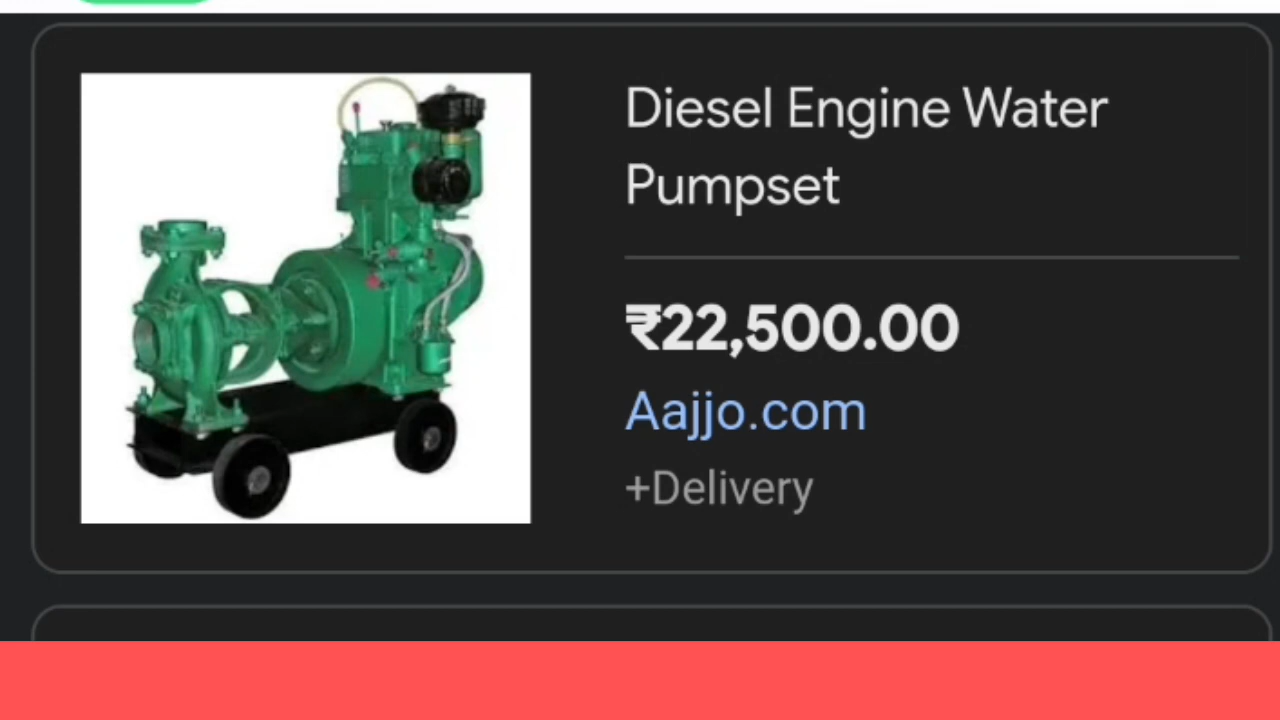 Diesel Engine Water
Pumpset
₹22,500.00
Aajjo.com
+Delivery